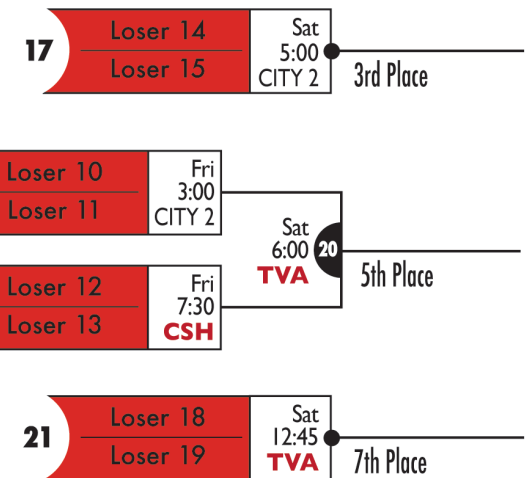 17
Loser 14
Loser 15
Sat
5:00
CITY 2
3rd Place
Loser 10
Loser 11
Fri
3:00
CITY 2
Sat
6:00
TVA
20
5th Place
Loser 12
Loser 13
Fri
7:30
CSH
21
Loser 18
Loser 19
Sat
12:45
TVA
7th Place